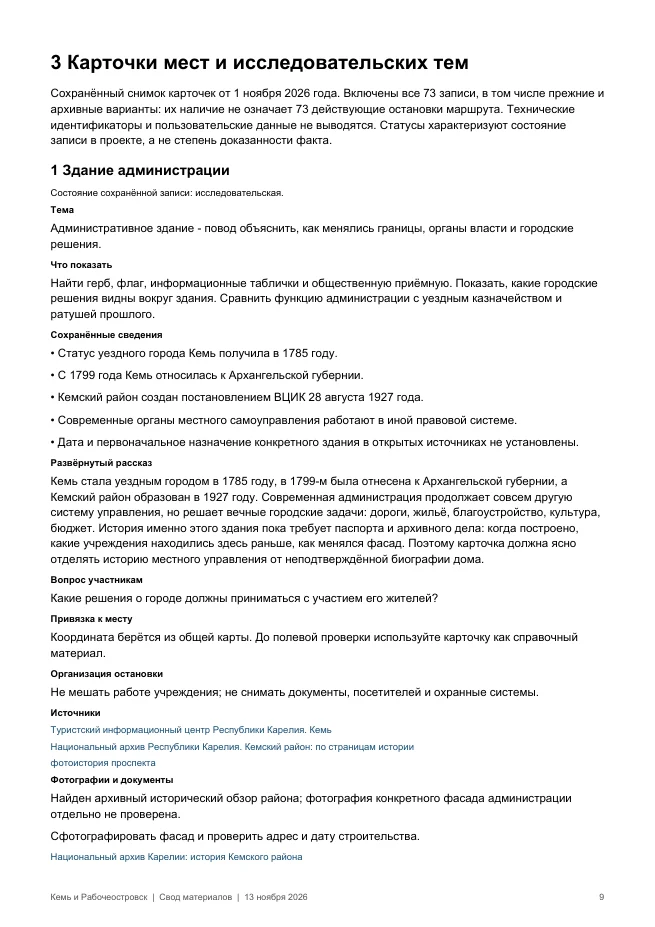 3 Карточки мест и исследовательских тем
Сохранённый снимок карточек от 1 ноября 2026 года. Включены все 73 записи, в том числе прежние и
архивные варианты: их наличие не означает 73 действующие остановки маршрута. Технические
идентификаторы и пользовательские данные не выводятся. Статусы характеризуют состояние
записи в проекте, а не степень доказанности факта.
1 Здание администрации
Состояние сохранённой записи: исследовательская.
Тема
Административное здание - повод объяснить, как менялись границы, органы власти и городские
решения.
Что показать
Найти герб, флаг, информационные таблички и общественную приёмную. Показать, какие городские
решения видны вокруг здания. Сравнить функцию администрации с уездным казначейством и
ратушей прошлого.
Сохранённые сведения
• Статус уездного города Кемь получила в 1785 году.
• С 1799 года Кемь относилась к Архангельской губернии.
• Кемский район создан постановлением ВЦИК 28 августа 1927 года.
• Современные органы местного самоуправления работают в иной правовой системе.
• Дата и первоначальное назначение конкретного здания в открытых источниках не установлены.
Развёрнутый рассказ
Кемь стала уездным городом в 1785 году, в 1799-м была отнесена к Архангельской губернии, а
Кемский район образован в 1927 году. Современная администрация продолжает совсем другую
систему управления, но решает вечные городские задачи: дороги, жильё, благоустройство, культура,
бюджет. История именно этого здания пока требует паспорта и архивного дела: когда построено,
какие учреждения находились здесь раньше, как менялся фасад. Поэтому карточка должна ясно
отделять историю местного управления от неподтверждённой биографии дома.
Вопрос участникам
Какие решения о городе должны приниматься с участием его жителей?
Привязка к месту
Координата берётся из общей карты. До полевой проверки используйте карточку как справочный
материал.
Организация остановки
Не мешать работе учреждения; не снимать документы, посетителей и охранные системы.
Источники
Туристский информационный центр Республики Карелия. Кемь
Национальный архив Республики Карелия. Кемский район: по страницам истории
фотоистория проспекта
Фотографии и документы
Найден архивный исторический обзор района; фотография конкретного фасада администрации
отдельно не проверена.
Сфотографировать фасад и проверить адрес и дату строительства.
Национальный архив Карелии: история Кемского района
Кемь и Рабочеостровск | Свод материалов | 13 ноября 2026 9